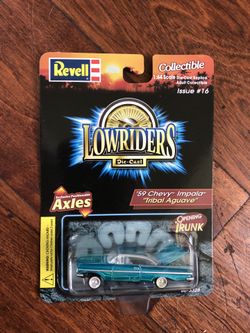 Revell
Collectible
1:64 Scale Die-Cast Replica
Adult Collectible
Issue #16
LOWRIDERS
Die-Cast
Axles
'59 Chevy Impala
"Tribal Aguave"
OPENING
TRUNK